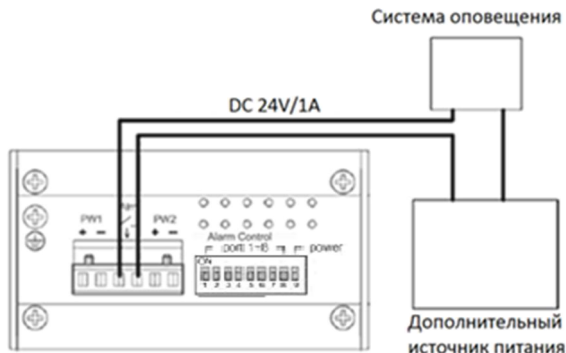 Система оповещения
DC 24V/1A
PW1
PW2
+ −
+ −
Alarm Control
port 1~8
power
ON
1 2 3 4 5 6 7 8 9
Дополнительный
источник питания